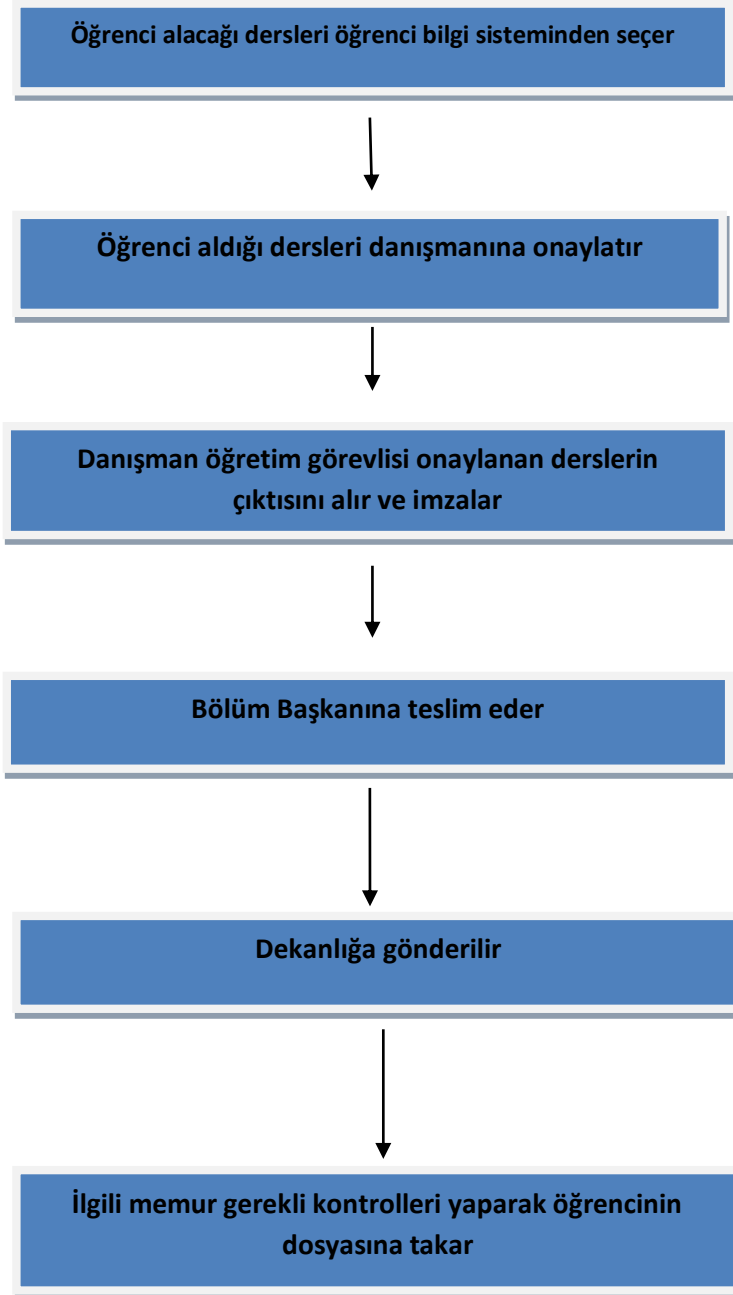 Öğrenci alacağı dersleri öğrenci bilgi sisteminden seçer
Öğrenci aldığı dersleri danışmanına onaylatır
Danışman öğretim görevlisi onaylanan derslerin
çıktısını alır ve imzalar
Bölüm Başkanına teslim eder
Dekanlığa gönderilir
İlgili memur gerekli kontrolleri yaparak öğrencinin
dosyasına takar